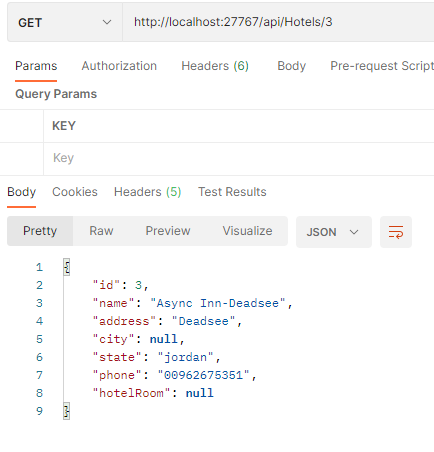 GET http://localhost:27767/api/Hotels/3
Params Authorization Headers (6) Body Pre-request Script
Query Params
KEY
Key
Body Cookies Headers (5) Test Results
Pretty Raw Preview Visualize JSON
1 {
2 "id": 3,
3 "name": "Async Inn-Deadsee",
4 "address": "Deadsee",
5 "city": null,
6 "state": "jordan",
7 "phone": "00962675351",
8 "hotelRoom": null
9 }